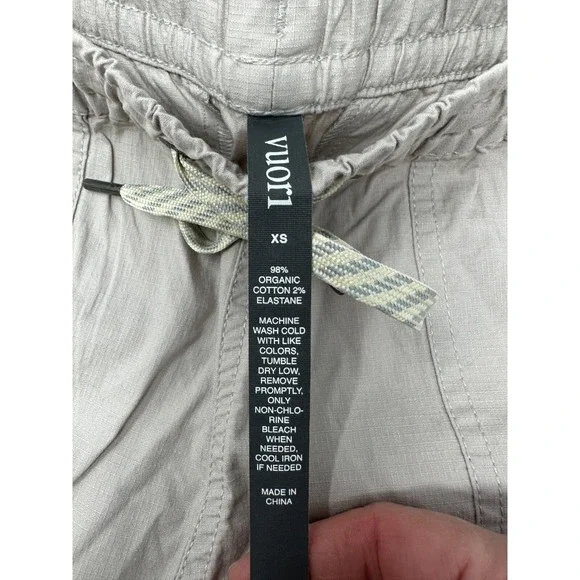 vuori
XS
98%
ORGANIC
COTTON 2%
ELASTANE
MACHINE
WASH COLD
WITH LIKE
COLORS,
TUMBLE
DRY LOW,
REMOVE
PROMPTLY,
ONLY
NON-CHLO-
RINE
BLEACH
WHEN
NEEDED,
COOL IRON
IF NEEDED
MADE IN
CHINA